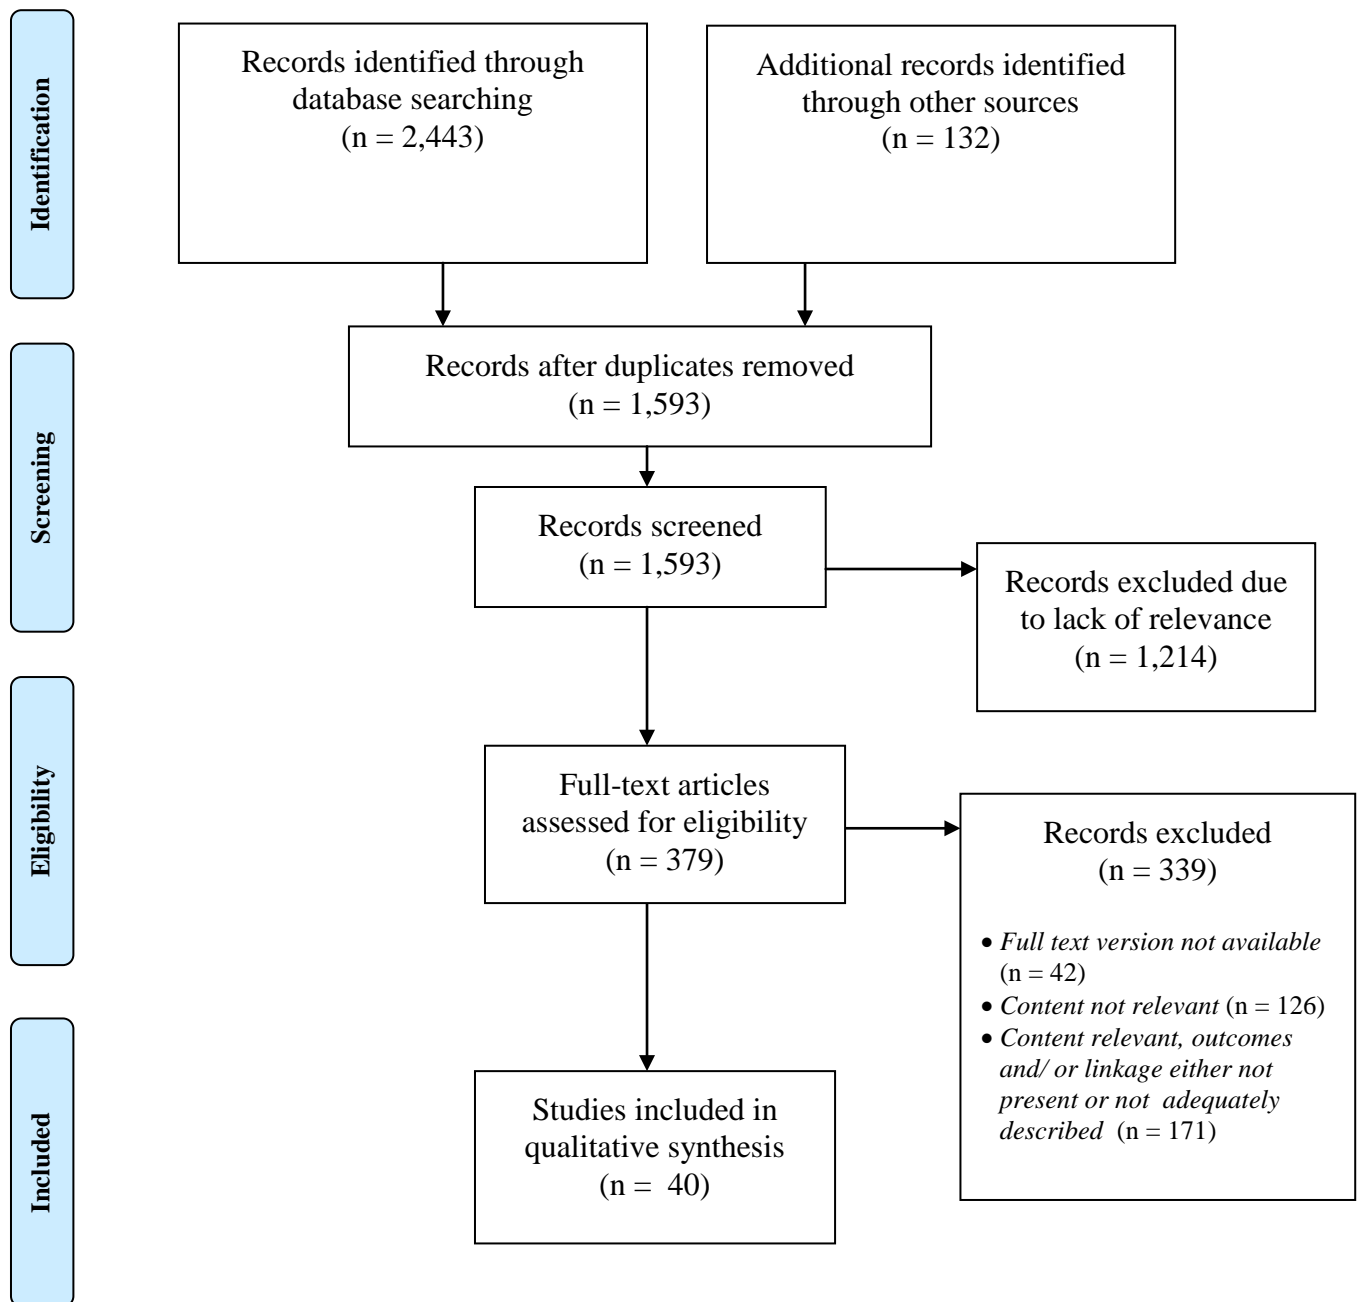 Identification
Records identified through
database searching
(n = 2,443)
Additional records identified
through other sources
(n = 132)
Screening
Records after duplicates removed
(n = 1,593)
Records screened
(n = 1,593)
Records excluded due
to lack of relevance
(n = 1,214)
Eligibility
Full-text articles
assessed for eligibility
(n = 379)
Records excluded
(n = 339)
• Full text version not available
(n = 42)
• Content not relevant (n = 126)
• Content relevant, outcomes
and/ or linkage either not
present or not adequately
described (n = 171)
Included
Studies included in
qualitative synthesis
(n = 40)